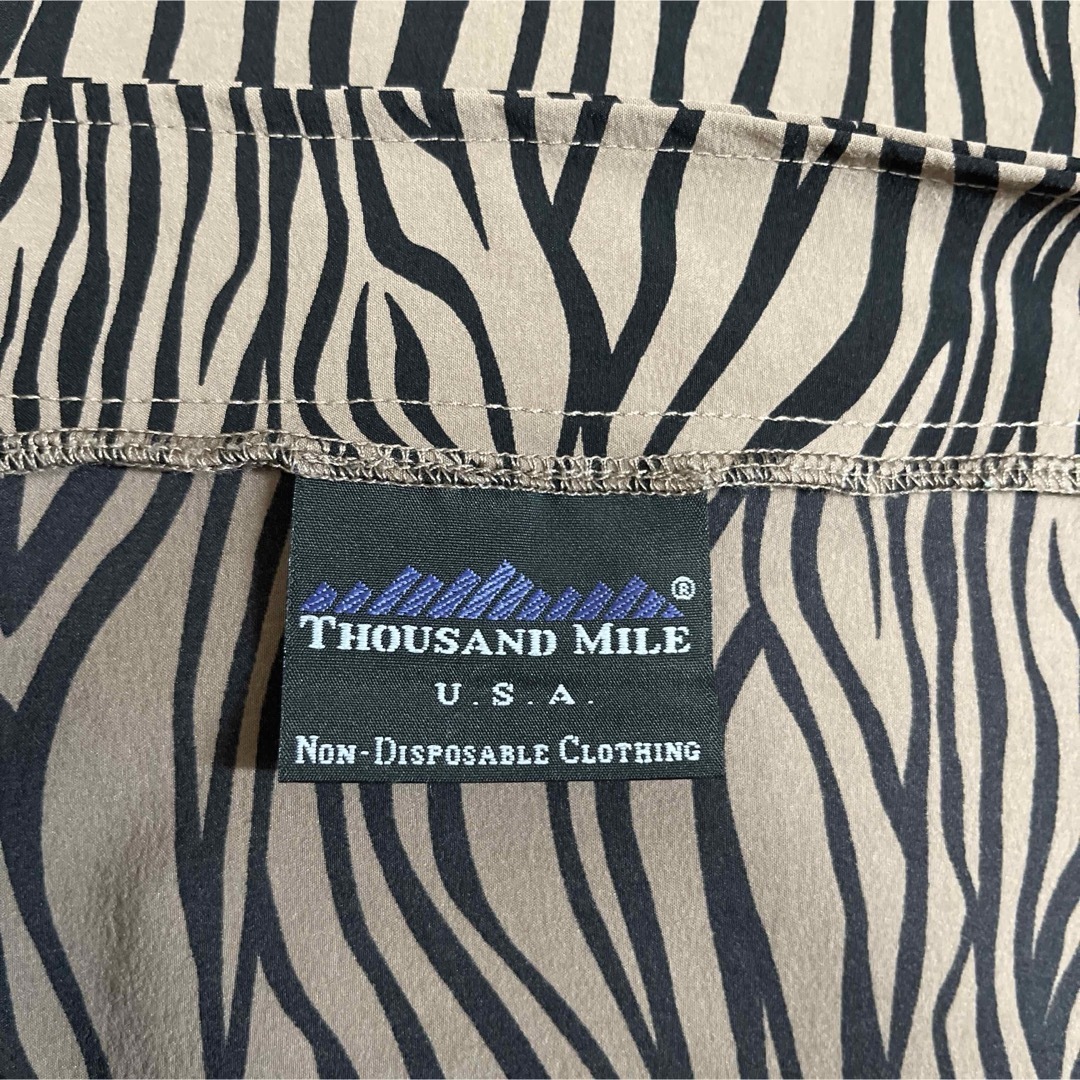 ®
THOUSAND MILE
U.S.A.
NON-DISPOSABLE CLOTHING